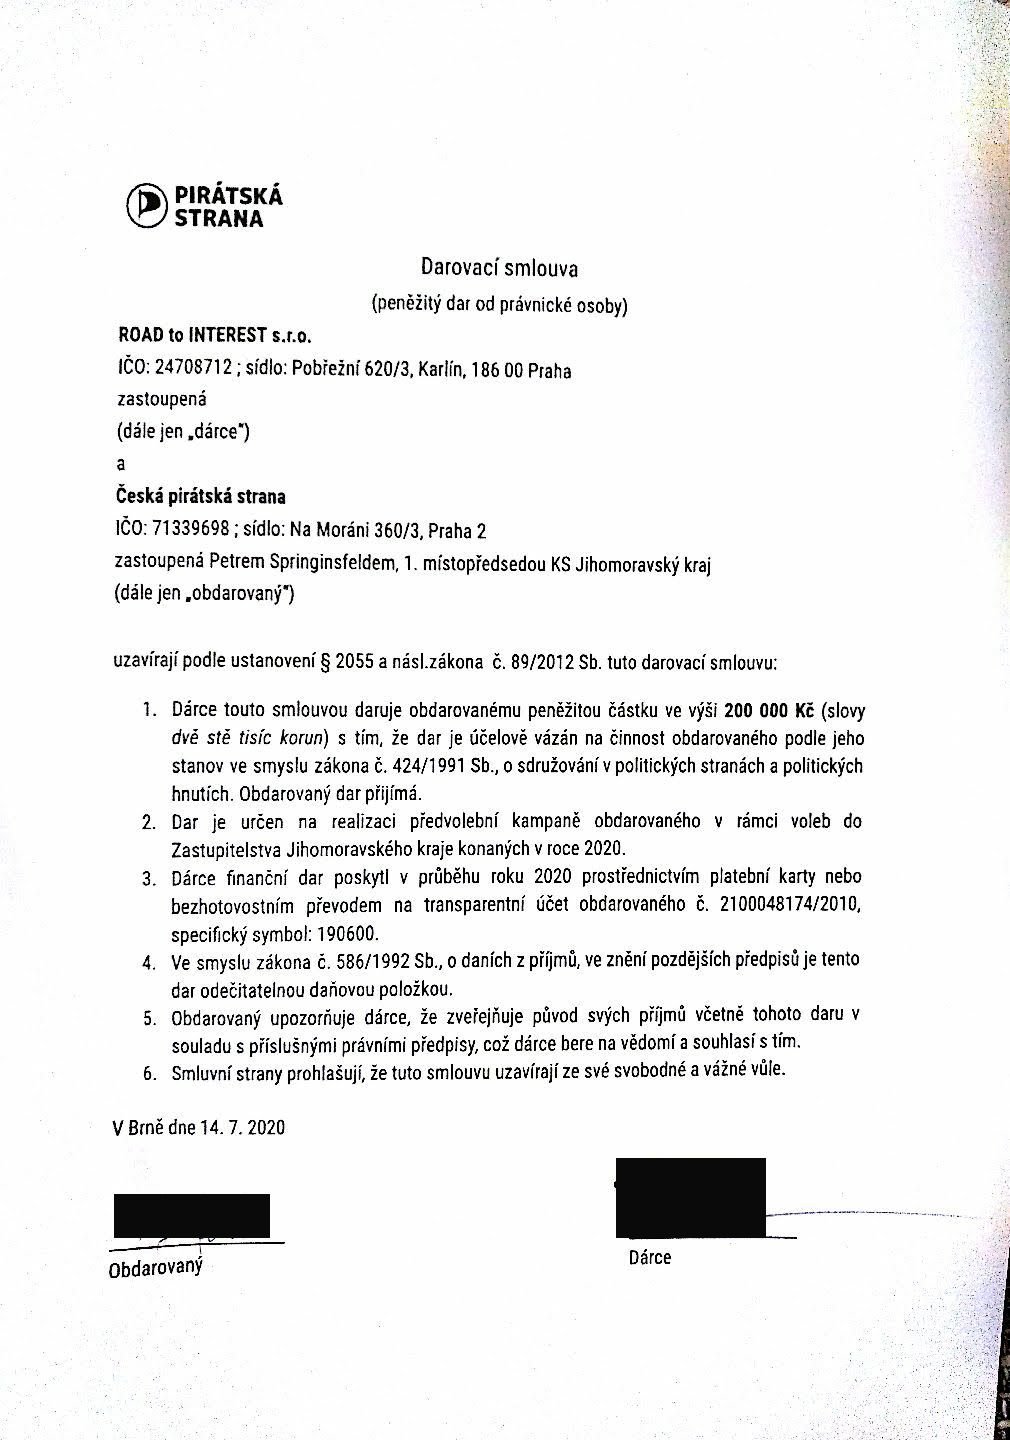 PIRÁTSKÁ
STRANA
Darovací smlouva
(peněžitý dar od právnické osoby)
ROAD to INTEREST s.r.o.
IČO: 24708712 ; sídlo: Pobřežní 620/3, Karlín, 186 00 Praha
zastoupená
(dále jen „dárce")
a
Česká pirátská strana
IČO: 71339698 ; sídlo: Na Moráni 360/3, Praha 2
zastoupená Petrem Springinsfeldem, 1. místopředsedou KS Jihomoravský kraj
(dále jen „obdarovaný")
uzavírají podle ustanovení § 2055 a násl.zákona č. 89/2012 Sb. tuto darovací smlouvu:
1. Dárce touto smlouvou daruje obdarovanému peněžitou částku ve výši 200 000 Kč (slovy
dvě stě tisíc korun) s tím, že dar je účelově vázán na činnost obdarovaného podle jeho
stanov ve smyslu zákona č. 424/1991 Sb., o sdružování v politických stranách a politických
hnutích. Obdarovaný dar přijímá.
2. Dar je určen na realizaci předvolební kampaně obdarovaného v rámci voleb do
Zastupitelstva Jihomoravského kraje konaných v roce 2020.
3. Dárce finanční dar poskytl v průběhu roku 2020 prostřednictvím platební karty nebo
bezhotovostním převodem na transparentní účet obdarovaného č. 2100048174/2010,
specifický symbol: 190600.
4. Ve smyslu zákona č. 586/1992 Sb., o daních z příjmů, ve znění pozdějších předpisů je tento
dar odečitatelnou daňovou položkou.
5. Obdarovaný upozorňuje dárce, že zveřejňuje původ svých příjmů včetně tohoto daru v
souladu s příslušnými právními předpisy, což dárce bere na vědomí a souhlasí s tím.
6. Smluvní strany prohlašují, že tuto smlouvu uzavírají ze své svobodné a vážné vůle.
V Brně dne 14. 7. 2020
Obdarovaný
Dárce